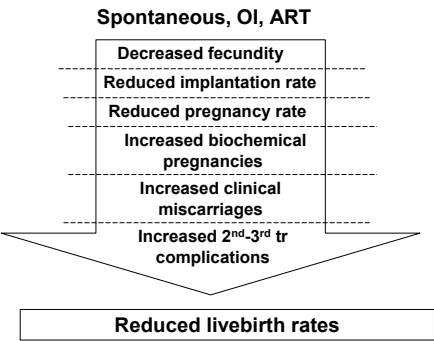 Spontaneous, OI, ART
Decreased fecundity
Reduced implantation rate
Reduced pregnancy rate
Increased biochemical
pregnancies
Increased clinical
miscarriages
Increased 2nd-3rd tr
complications
Reduced livebirth rates